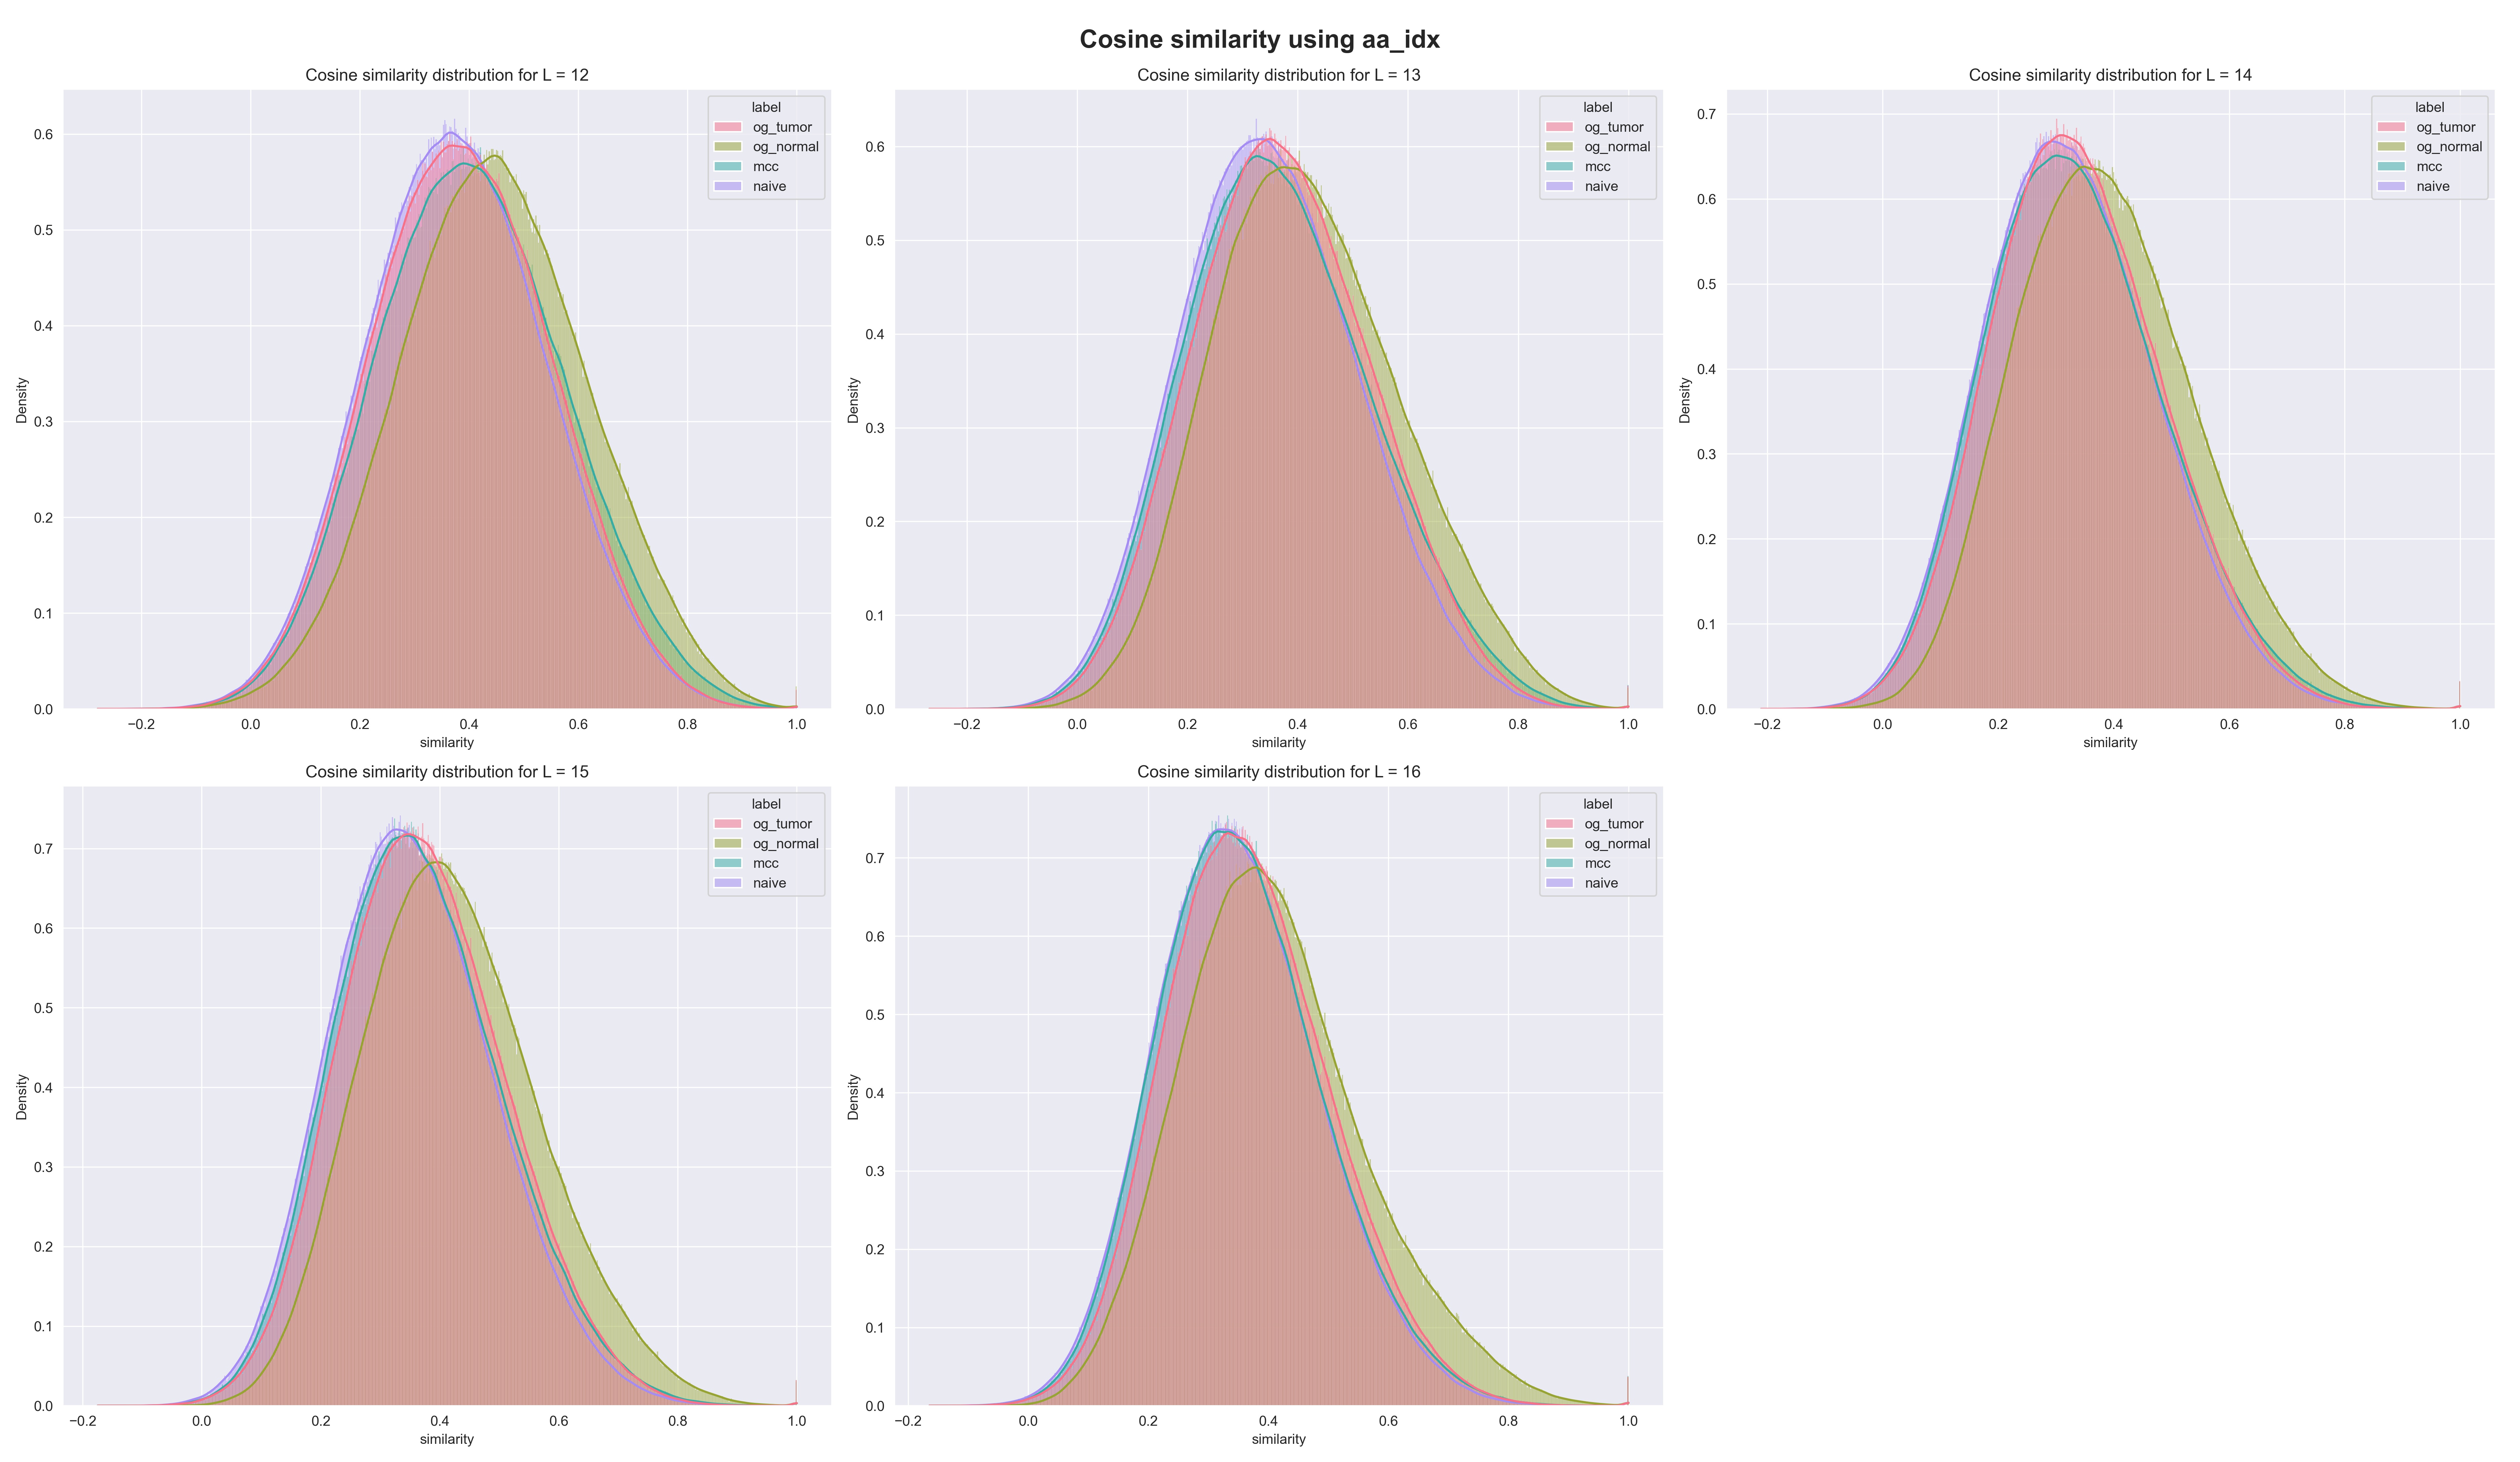 Cosine similarity using aa_idx
Cosine similarity distribution for L = 12
Density
0.6
0.5
0.4
0.3
0.2
0.1
0.0
−0.2 0.0 0.2 0.4 0.6 0.8 1.0
similarity
label
og_tumor
og_normal
mcc
naive
Cosine similarity distribution for L = 13
Density
0.6
0.5
0.4
0.3
0.2
0.1
0.0
−0.2 0.0 0.2 0.4 0.6 0.8 1.0
similarity
label
og_tumor
og_normal
mcc
naive
Cosine similarity distribution for L = 14
Density
0.7
0.6
0.5
0.4
0.3
0.2
0.1
0.0
−0.2 0.0 0.2 0.4 0.6 0.8 1.0
similarity
label
og_tumor
og_normal
mcc
naive
Cosine similarity distribution for L = 15
Density
0.7
0.6
0.5
0.4
0.3
0.2
0.1
0.0
−0.2 0.0 0.2 0.4 0.6 0.8 1.0
similarity
label
og_tumor
og_normal
mcc
naive
Cosine similarity distribution for L = 16
Density
0.7
0.6
0.5
0.4
0.3
0.2
0.1
0.0
−0.2 0.0 0.2 0.4 0.6 0.8 1.0
similarity
label
og_tumor
og_normal
mcc
naive